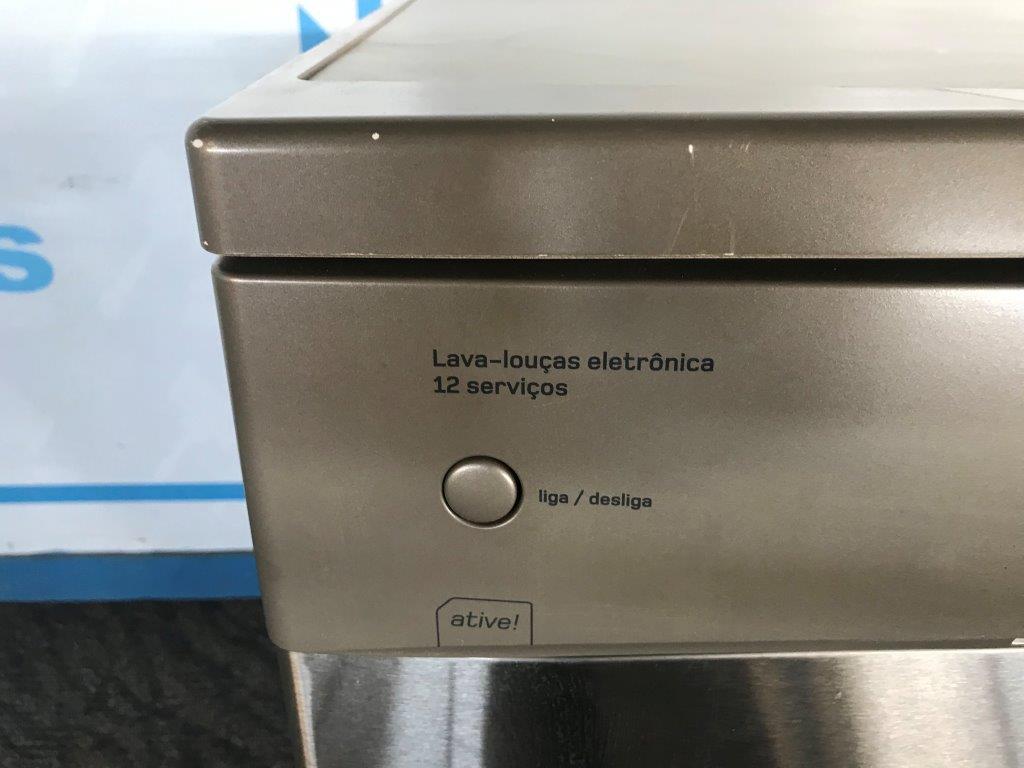 Lava-louças eletrônica
12 serviços
liga / desliga
ative!
s